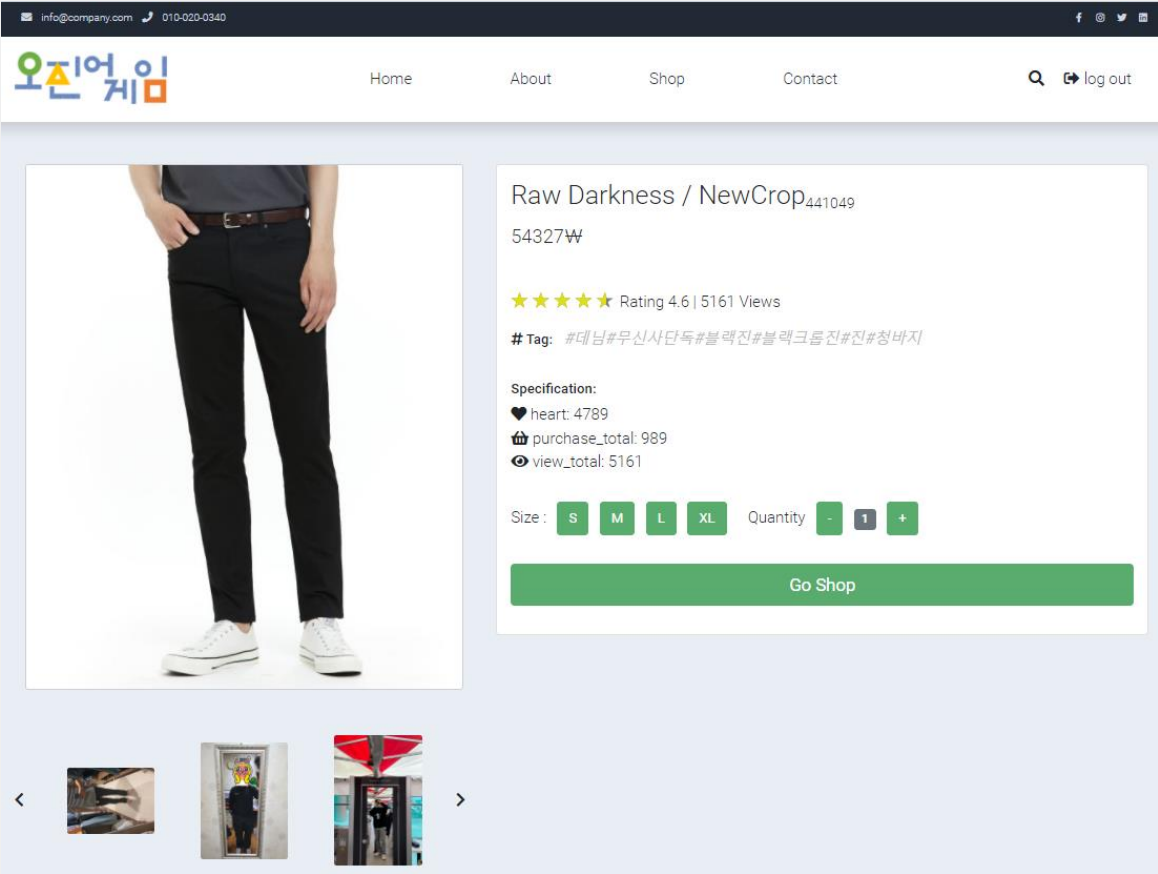 info@company.com 010-020-0340
오진어게임
Home About Shop Contact log out
Raw Darkness / NewCrop441049
54327₩
Rating 4.6 | 5161 Views
# Tag: #데님#무신사단독#블랙진#블랙크롭진#진#청바지
Specification:
heart: 4789
purchase_total: 989
view_total: 5161
Size : S M L XL Quantity - 1 +
Go Shop